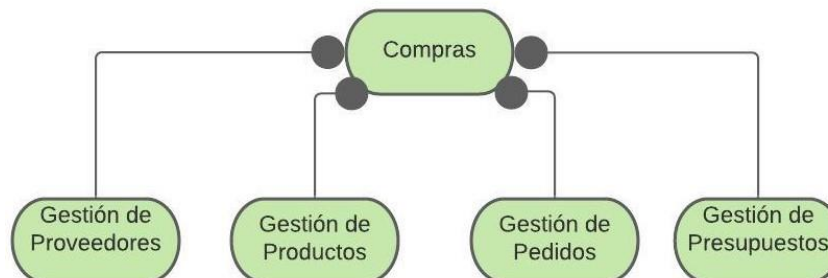 Compras
Gestión de
Proveedores
Gestión de
Productos
Gestión de
Pedidos
Gestión de
Presupuestos